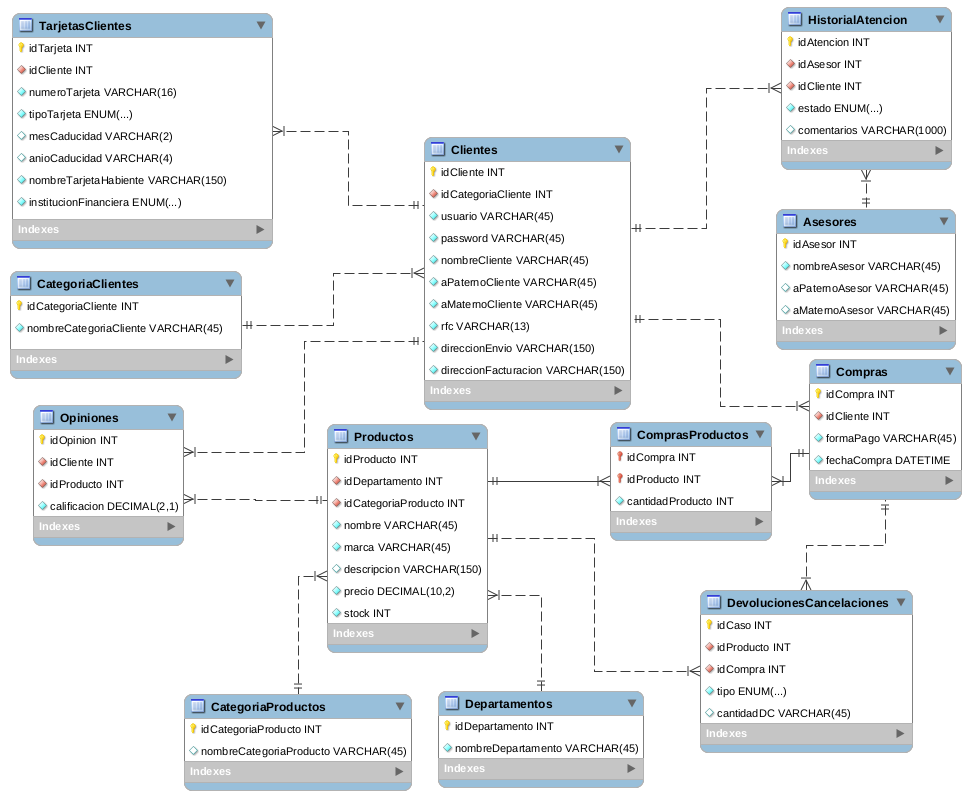 TarjetasClientes
idTarjeta INT
idCliente INT
numeroTarjeta VARCHAR(16)
tipoTarjeta ENUM(...)
mesCaducidad VARCHAR(2)
anioCaducidad VARCHAR(4)
nombreTarjetaHabiente VARCHAR(150)
institucionFinanciera ENUM(...)
Indexes
HistorialAtencion
idAtencion INT
idAsesor INT
idCliente INT
estado ENUM(...)
comentarios VARCHAR(1000)
Indexes
Clientes
idCliente INT
idCategoriaCliente INT
usuario VARCHAR(45)
password VARCHAR(45)
nombreCliente VARCHAR(45)
aPaternoCliente VARCHAR(45)
aMaternoCliente VARCHAR(45)
rfc VARCHAR(13)
direccionEnvio VARCHAR(150)
direccionFacturacion VARCHAR(150)
Indexes
Asesores
idAsesor INT
nombreAsesor VARCHAR(45)
aPaternoAsesor VARCHAR(45)
aMaternoAsesor VARCHAR(45)
Indexes
CategoriaClientes
idCategoriaCliente INT
nombreCategoriaCliente VARCHAR(45)
Indexes
Compras
idCompra INT
idCliente INT
formaPago VARCHAR(45)
fechaCompra DATETIME
Indexes
Opiniones
idOpinion INT
idCliente INT
idProducto INT
calificacion DECIMAL(2,1)
Indexes
Productos
idProducto INT
idDepartamento INT
idCategoriaProducto INT
nombre VARCHAR(45)
marca VARCHAR(45)
descripcion VARCHAR(150)
precio DECIMAL(10,2)
stock INT
Indexes
ComprasProductos
idCompra INT
idProducto INT
cantidadProducto INT
Indexes
DevolucionesCancelaciones
idCaso INT
idProducto INT
idCompra INT
tipo ENUM(...)
cantidadDC VARCHAR(45)
Indexes
CategoriaProductos
idCategoriaProducto INT
nombreCategoriaProducto VARCHAR(45)
Indexes
Departamentos
idDepartamento INT
nombreDepartamento VARCHAR(45)
Indexes